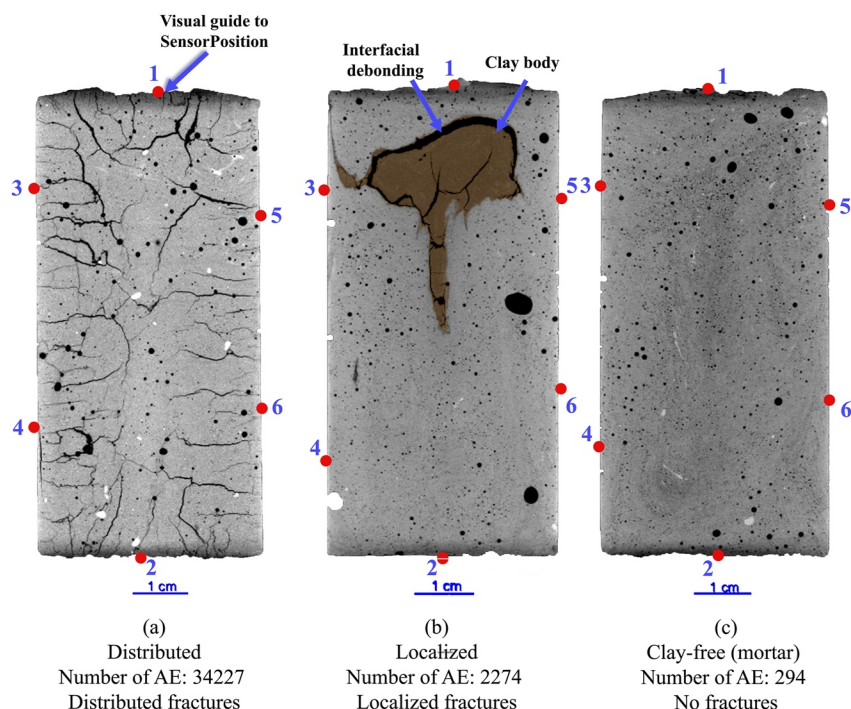 Visual guide to
SensorPosition
Interfacial
debonding
Clay body
1
1
1
3
5
3
53
5
4
6
4
6
4
6
2
2
2
1 cm
1 cm
1 cm
(a)
Distributed
Number of AE: 34227
Distributed fractures
(b)
Localized
Number of AE: 2274
Localized fractures
(c)
Clay-free (mortar)
Number of AE: 294
No fractures